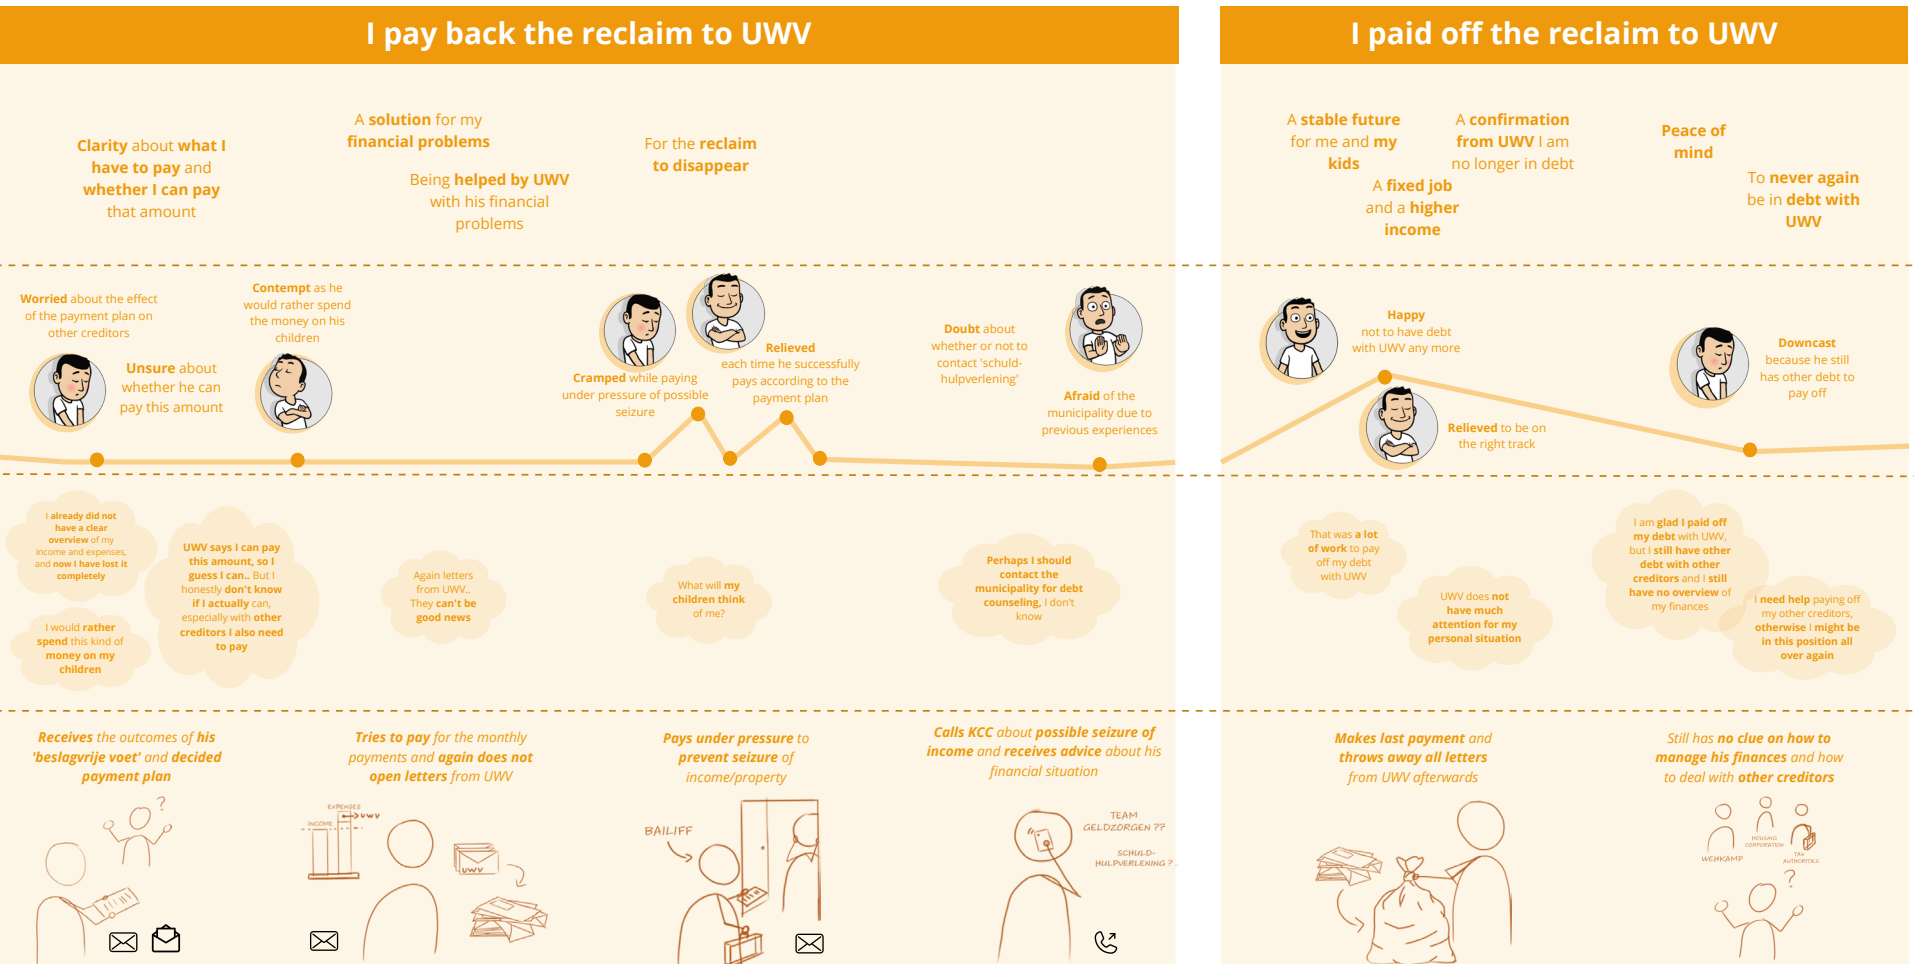 I pay back the reclaim to UWV
I paid off the reclaim to UWV
Clarity about what I
have to pay and
whether I can pay
that amount
A solution for my
financial problems
Being helped by UWV
with his financial
problems
For the reclaim
to disappear
A stable future
for me and my
kids
A confirmation
from UWV I am
no longer in debt
A fixed job
and a higher
income
Peace of
mind
To never again
be in debt with
UWV
Worried about the effect
of the payment plan on
other creditors
Unsure about
whether he can
pay this amount
Contempt as he
would rather spend
the money on his
children
Cramped while paying
under pressure of possible
seizure
Relieved
each time he successfully
pays according to the
payment plan
Doubt about
whether or not to
contact 'schuld-
hulpverlening'
Afraid of the
municipality due to
previous experiences
Happy
not to have debt
with UWV any more
Relieved to be on
the right track
Downcast
because he still
has other debt to
pay off
I already did not
have a clear
overview of my
income and expenses,
and now I have lost it
completely
I would rather
spend this kind of
money on my
children
UWV says I can pay
this amount, so I
guess I can.. But I
honestly don't know
if I actually can,
especially with other
creditors I also need
to pay
Again letters
from UWV..
They can't be
good news
What will my
children think
of me?
Perhaps I should
contact the
municipality for debt
counseling, I don't
know
That was a lot
of work to pay
off my debt
with UWV
UWV does not
have much
attention for my
personal situation
I am glad I paid off
my debt with UWV,
but I still have other
debt with other
creditors and I still
have no overview of
my finances
I need help paying off
my other creditors,
otherwise I might be
in this position all
over again
Receives the outcomes of his
'beslagvrije voet' and decided
payment plan
Tries to pay for the monthly
payments and again does not
open letters from UWV
Pays under pressure to
prevent seizure of
income/property
Calls KCC about possible seizure of
income and receives advice about his
financial situation
Makes last payment and
throws away all letters
from UWV afterwards
Still has no clue on how to
manage his finances and how
to deal with other creditors
?
EXPENSES
UWV
INCOME
UWV
BAILIFF
TEAM
GELDZORGEN ??
SCHULD-
HULPVERLENING ?
WEHKAMP
HOUSING
CORPORATION
TAX
AUTHORITIES
?